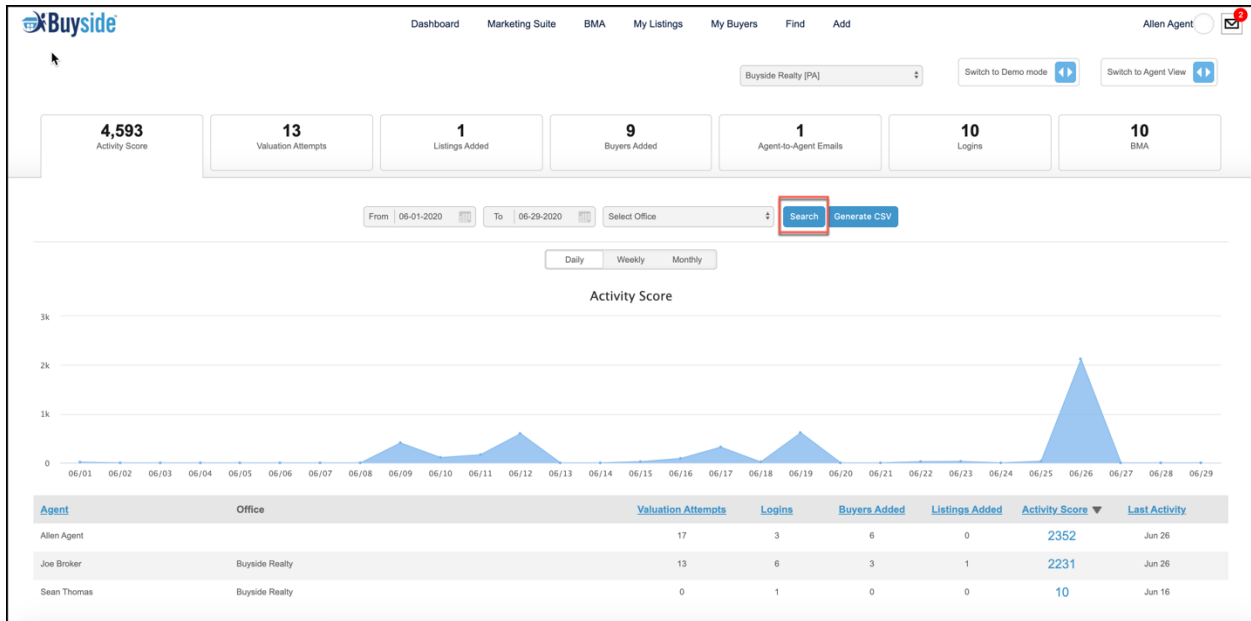 Buyside
Dashboard Marketing Suite BMA My Listings My Buyers Find Add Allen Agent 2
Buyside Realty [PA] Switch to Demo mode Switch to Agent View
4,593 13 1 9 1 10 10
Activity Score Valuation Attempts Listings Added Buyers Added Agent-to-Agent Emails Logins BMA
From 06-01-2020 To 06-29-2020 Select Office Search Generate CSV
Daily Weekly Monthly
Activity Score
3k
2k
1k
0
06/01 06/02 06/03 06/04 06/05 06/06 06/07 06/08 06/09 06/10 06/11 06/12 06/13 06/14 06/15 06/16 06/17 06/18 06/19 06/20 06/21 06/22 06/23 06/24 06/25 06/26 06/27 06/28 06/29
Agent Office Valuation Attempts Logins Buyers Added Listings Added Activity Score ▼ Last Activity
Allen Agent 17 3 6 0 2352 Jun 26
Joe Broker Buyside Realty 13 6 3 1 2231 Jun 26
Sean Thomas Buyside Realty 0 1 0 0 10 Jun 16